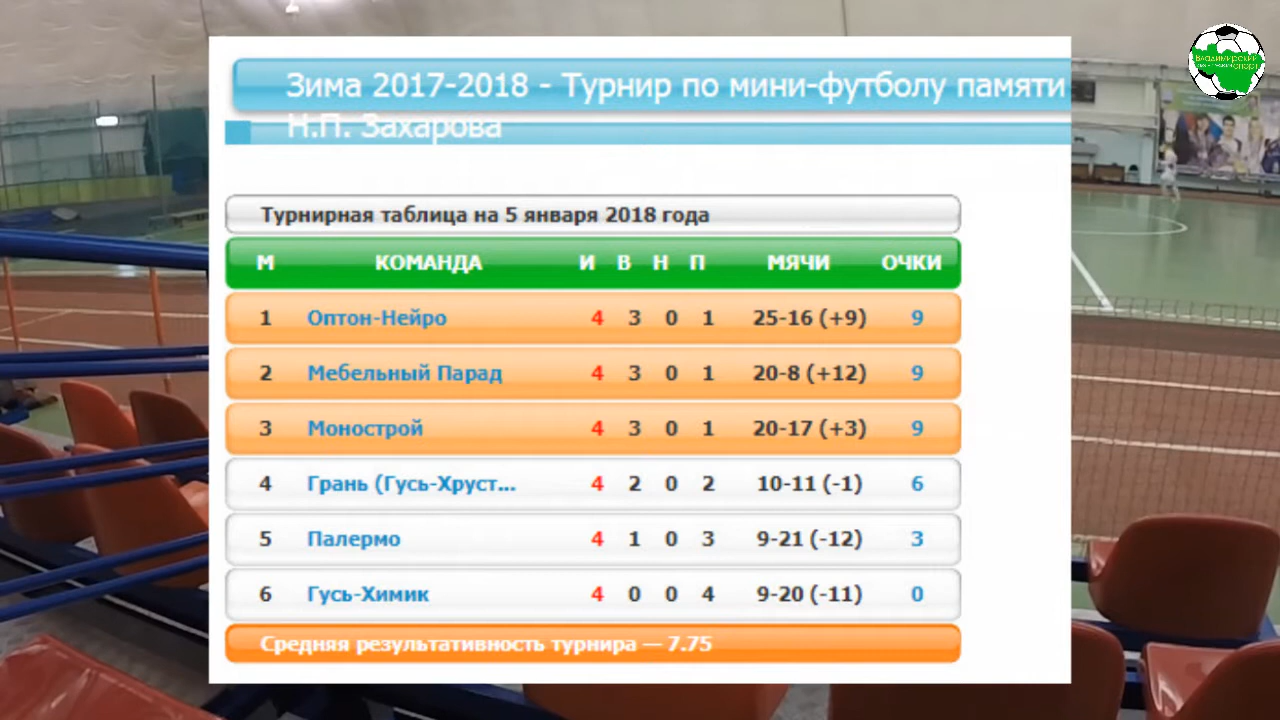 Владимирский
спорт
Зима 2017-2018 - Турнир по мини-футболу памяти
Н.П. Захарова
Турнирная таблица на 5 января 2018 года
М КОМАНДА И В Н П МЯЧИ ОЧКИ
1 Оптон-Нейро 4 3 0 1 25-16 (+9) 9
2 Мебельный Парад 4 3 0 1 20-8 (+12) 9
3 Монострой 4 3 0 1 20-17 (+3) 9
4 Грань (Гусь-Хруст... 4 2 0 2 10-11 (-1) 6
5 Палермо 4 1 0 3 9-21 (-12) 3
6 Гусь-Химик 4 0 0 4 9-20 (-11) 0
Средняя результативность турнира — 7.75